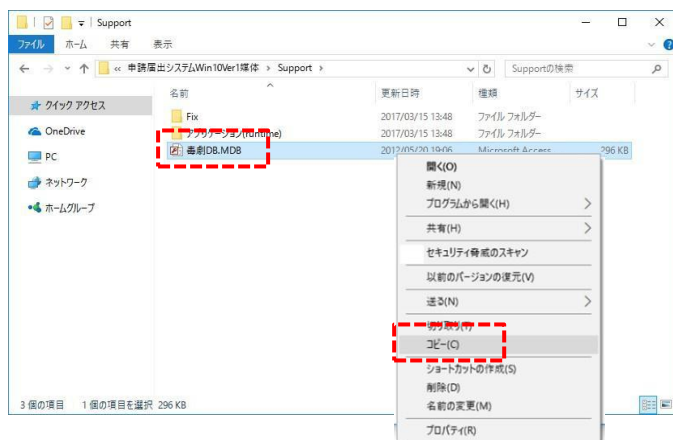 Support
ファイル ホーム 共有 表示
« 申請届出システムWin10Ver1媒体 › Support › Supportの検索
名前 更新日時 種類 サイズ
クイック アクセス
OneDrive
PC
ネットワーク
ホームグループ
Fix 2017/03/15 13:48 ファイル フォルダー
アプリケーション(runtime) 2017/03/15 13:48 ファイル フォルダー
毒劇DB.MDB 2012/05/20 19:06 Microsoft Access 296 KB
開く(O)
新規(N)
プログラムから開く(H)
共有(H)
セキュリティ脅威のスキャン
以前のバージョンの復元(V)
送る(N)
切り取り(T)
コピー(C)
ショートカットの作成(S)
削除(D)
名前の変更(M)
プロパティ(R)
3 個の項目 1 個の項目を選択 296 KB